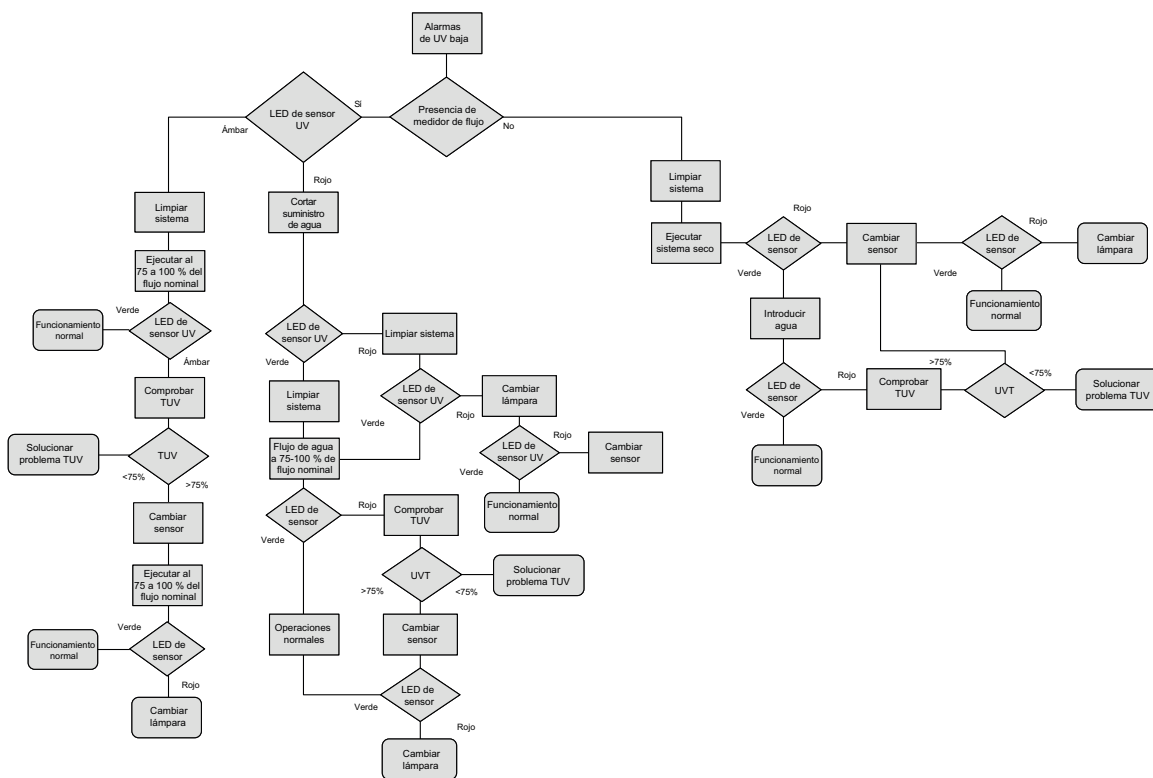 Alarmas
de UV baja
Presencia de
medidor de flujo
Sí
No
LED de sensor
UV
Ámbar
Rojo
Limpiar
sistema
Ejecutar al
75 a 100 % del
flujo nominal
Verde
LED de
sensor UV
Funcionamiento
normal
Ámbar
Comprobar
TUV
TUV
Solucionar
problema TUV
<75%
>75%
Cambiar
sensor
Ejecutar al
75 a 100 % del
flujo nominal
Verde
LED de
sensor
Funcionamiento
normal
Rojo
Cambiar
lámpara
Cortar
suministro
de agua
LED de
sensor UV
Verde
Rojo
Limpiar sistema
Limpiar
sistema
LED de
sensor UV
Verde
Rojo
Cambiar
lámpara
LED de
sensor UV
Rojo
Cambiar
sensor
Verde
Funcionamiento
normal
Flujo de agua
a 75-100 % de
flujo nominal
LED de
sensor
Verde
Rojo
Comprobar
TUV
UVT
>75%
<75%
Solucionar
problema TUV
Operaciones
normales
Cambiar
sensor
LED de
sensor
Verde
Rojo
Cambiar
lámpara
Limpiar
sistema
Ejecutar
sistema seco
LED de
sensor
Rojo
Verde
Cambiar
sensor
LED de
sensor
Rojo
Cambiar
lámpara
Verde
Funcionamiento
normal
Introducir
agua
LED de
sensor
Rojo
Verde
Comprobar
TUV
>75%
UVT
<75%
Solucionar
problema TUV
Funcionamiento
normal